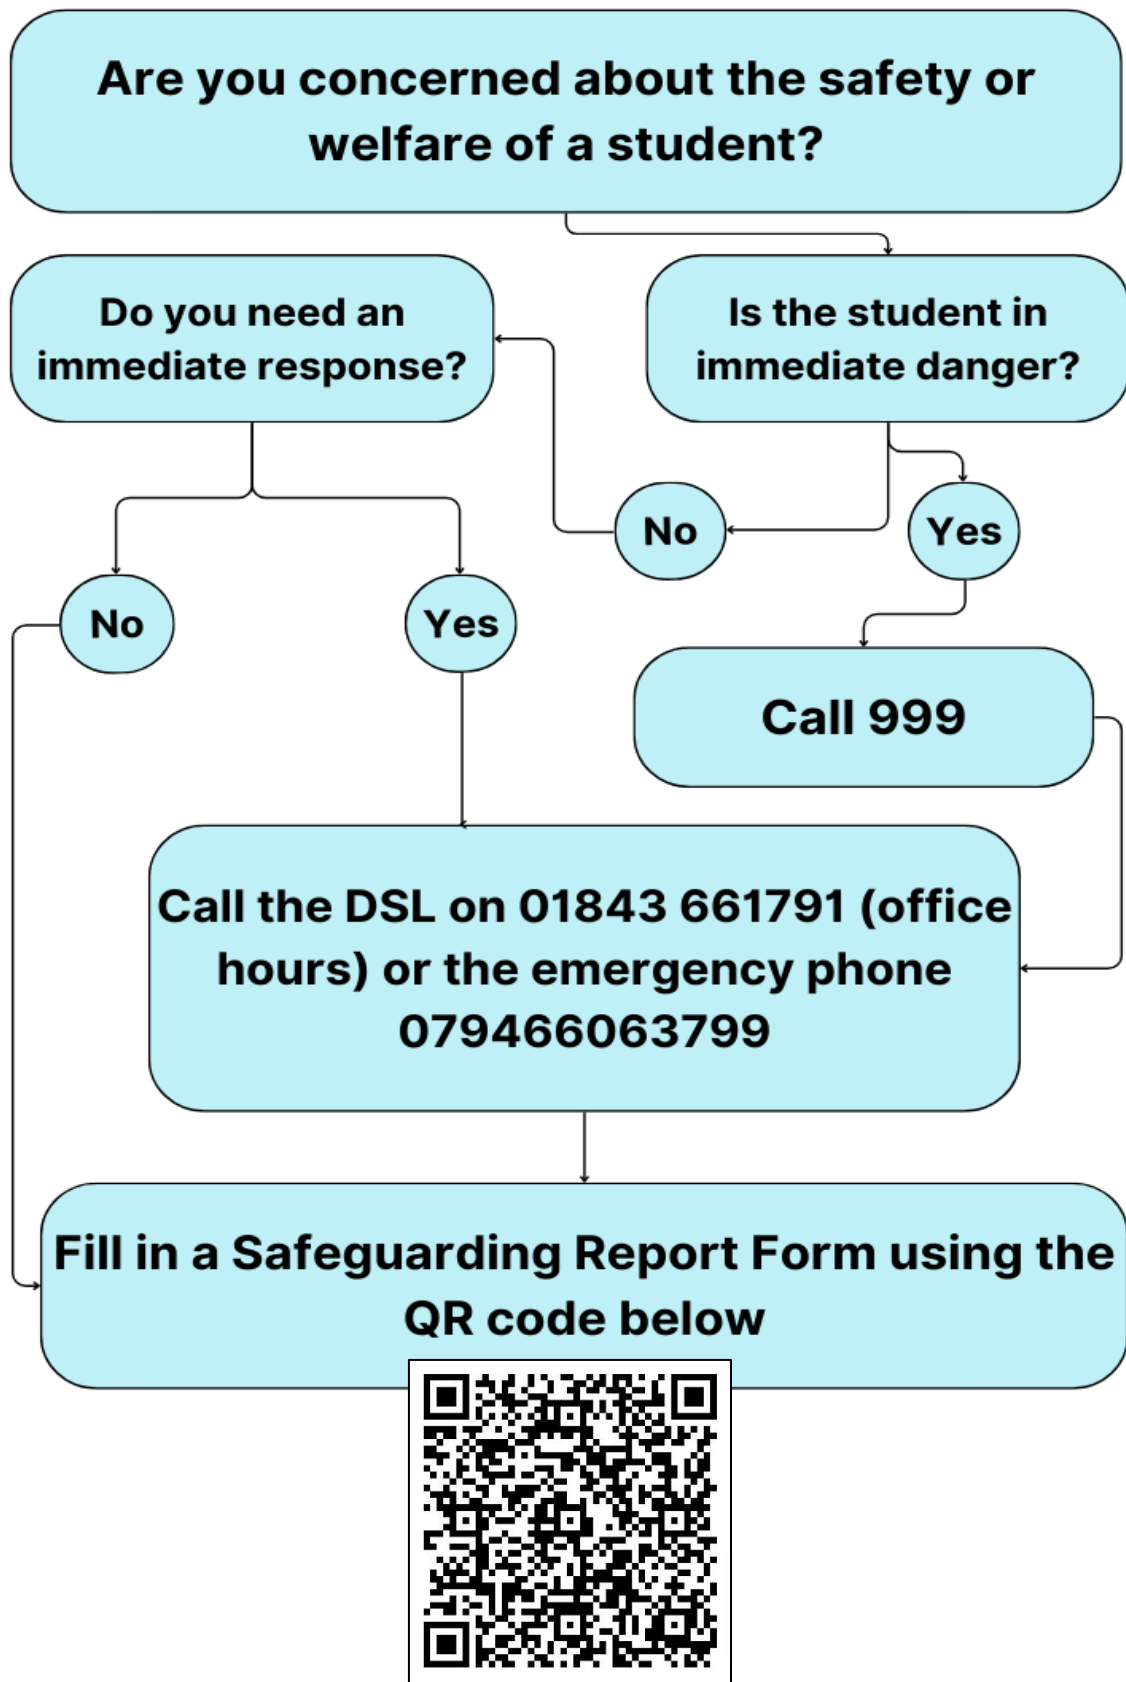 Are you concerned about the safety or
welfare of a student?
Is the student in
immediate danger?
Do you need an
immediate response?
No
Yes
No
Yes
Call 999
Call the DSL on 01843 661791 (office
hours) or the emergency phone
079466063799
Fill in a Safeguarding Report Form using the
QR code below